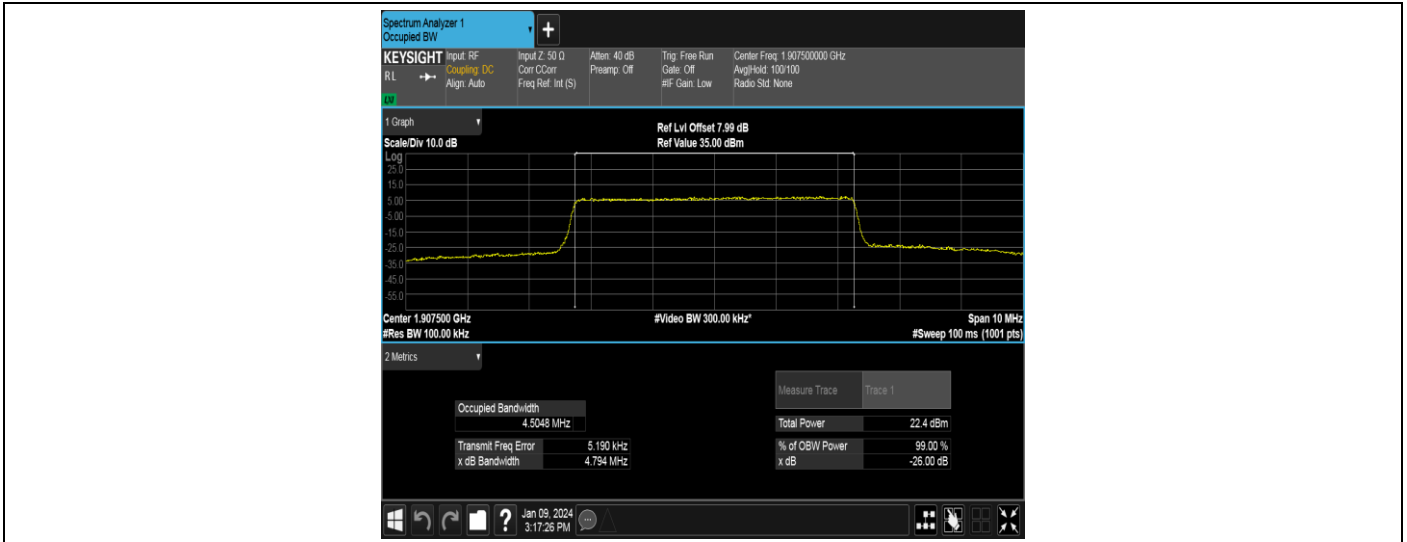 Spectrum Analyzer 1
Occupied BW
+
KEYSIGHT
RL
LXI
Input: RF
Coupling: DC
Align: Auto
Input Z: 50 Ω
Corr CCorr
Freq Ref: Int (S)
Atten: 40 dB
Preamp: Off
Trig: Free Run
Gate: Off
#IF Gain: Low
Center Freq: 1.907500000 GHz
Avg|Hold: 100/100
Radio Std: None
1 Graph
Scale/Div 10.0 dB
Ref Lvl Offset 7.99 dB
Ref Value 35.00 dBm
Log
25.0
15.0
5.00
-5.00
-15.0
-25.0
-35.0
-45.0
-55.0
Center 1.907500 GHz
#Res BW 100.00 kHz
#Video BW 300.00 kHz*
Span 10 MHz
#Sweep 100 ms (1001 pts)
2 Metrics
Measure Trace Trace 1
Occupied Bandwidth
4.5048 MHz
Total Power 22.4 dBm
Transmit Freq Error 5.190 kHz
% of OBW Power 99.00 %
x dB Bandwidth 4.794 MHz
x dB -26.00 dB
?
Jan 09, 2024
3:17:26 PM